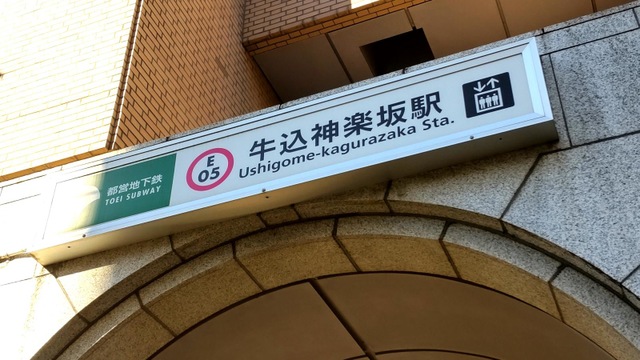 都営地下鉄
TOEI SUBWAY
E
05
牛込神楽坂駅
Ushigome-kagurazaka Sta.